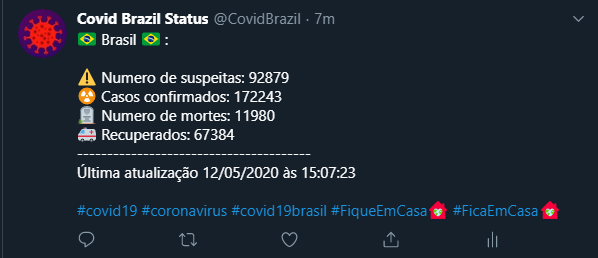 Covid Brazil Status @CovidBrazil · 7m
🇧🇷 Brasil 🇧🇷 :
⚠️ Numero de suspeitas: 92879
☢️ Casos confirmados: 172243
🪦 Numero de mortes: 11980
🚑 Recuperados: 67384
---------------------------------------
Última atualização 12/05/2020 às 15:07:23
#covid19 #coronavirus #covid19brasil #FiqueEmCasa #FicaEmCasa